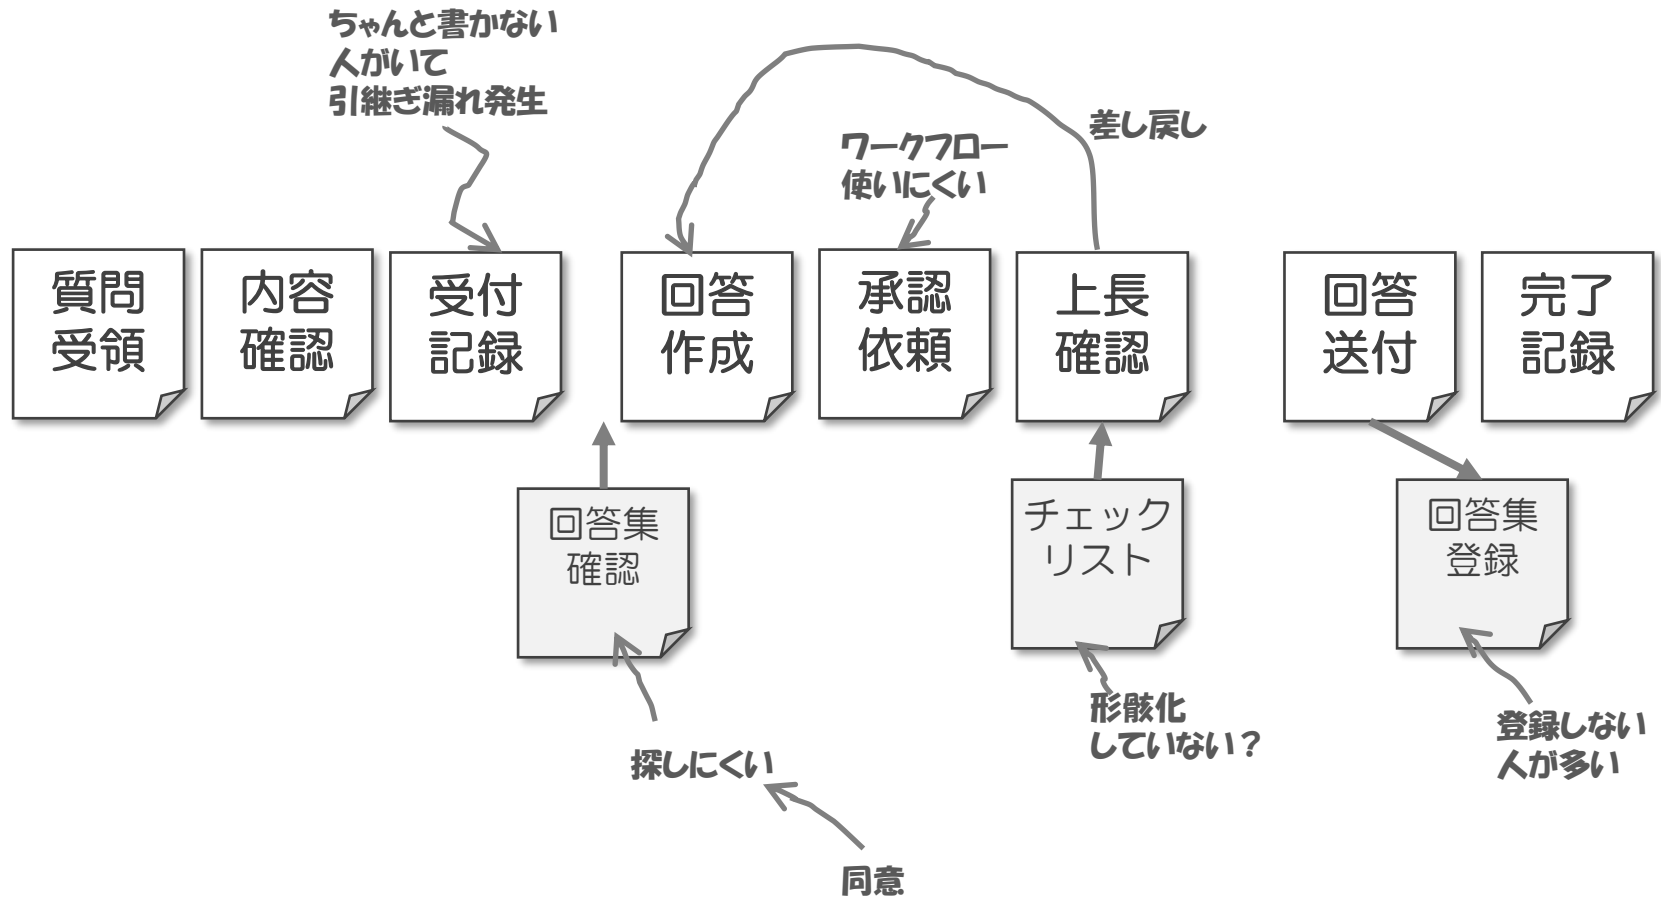 ちゃんと書かない
人がいて
引継ぎ漏れ発生
差し戻し
ワークフロー
使いにくい
質問
受領
内容
確認
受付
記録
回答
作成
承認
依頼
上長
確認
回答
送付
完了
記録
回答集
確認
チェック
リスト
回答集
登録
形骸化
していない？
登録しない
人が多い
探しにくい
同意